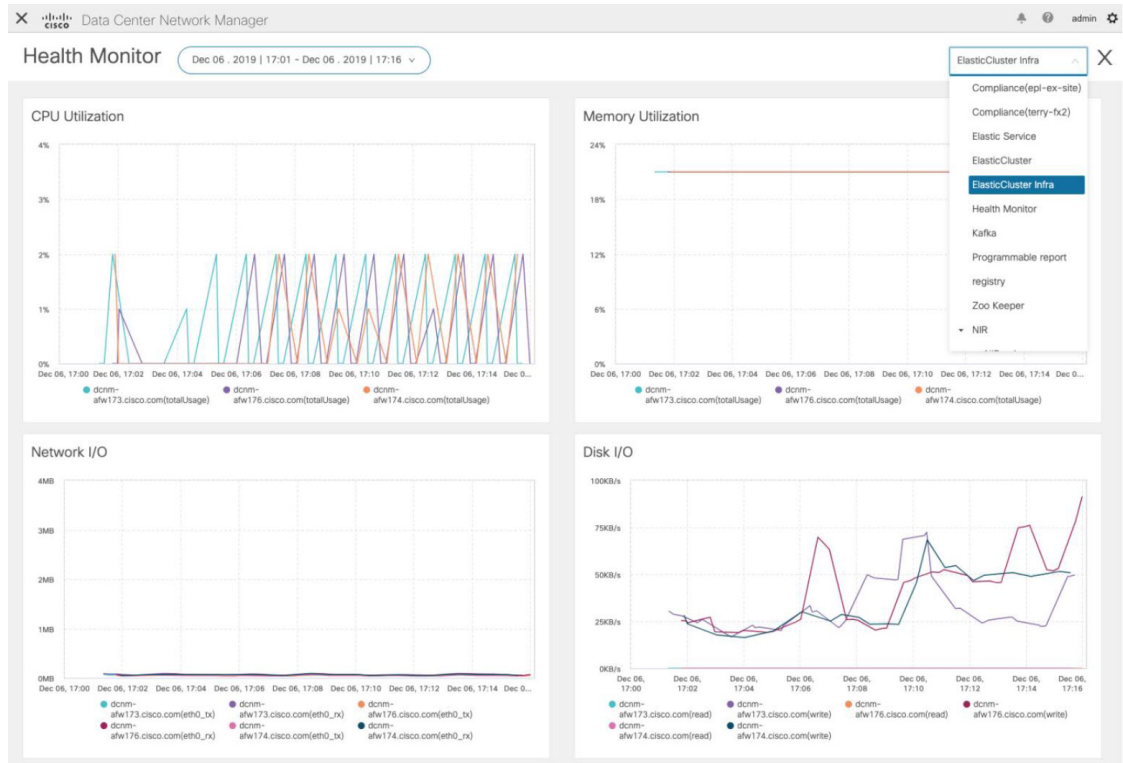 cisco Data Center Network Manager
admin
Health Monitor
Dec 06 . 2019 | 17:01 - Dec 06 . 2019 | 17:16
ElasticCluster Infra
X
Compliance(epl-ex-site)
Compliance(terry-fx2)
Elastic Service
ElasticCluster
ElasticCluster Infra
Health Monitor
Kafka
Programmable report
registry
Zoo Keeper
NIR
CPU Utilization
4%
3%
2%
1%
0%
Dec 06, 17:00 Dec 06, 17:02 Dec 06, 17:04 Dec 06, 17:06 Dec 06, 17:08 Dec 06, 17:10 Dec 06, 17:12 Dec 06, 17:14 Dec 0...
dcnm- dcnm- dcnm-
afw173.cisco.com(totalUsage) afw176.cisco.com(totalUsage) afw174.cisco.com(totalUsage)
Memory Utilization
24%
18%
12%
6%
0%
Dec 06, 17:00 Dec 06, 17:02 Dec 06, 17:04 Dec 06, 17:06 Dec 06, 17:08 Dec 06, 17:10 Dec 06, 17:12 Dec 06, 17:14 Dec 0...
dcnm- dcnm- dcnm-
afw173.cisco.com(totalUsage) afw176.cisco.com(totalUsage) afw174.cisco.com(totalUsage)
Network I/O
4MB
3MB
2MB
1MB
0MB
Dec 06, 17:00 Dec 06, 17:02 Dec 06, 17:04 Dec 06, 17:06 Dec 06, 17:08 Dec 06, 17:10 Dec 06, 17:12 Dec 06, 17:14 Dec 0...
dcnm- dcnm- dcnm-
afw173.cisco.com(eth0_tx) afw173.cisco.com(eth0_rx) afw176.cisco.com(eth0_tx)
dcnm- dcnm- dcnm-
afw176.cisco.com(eth0_rx) afw174.cisco.com(eth0_tx) afw174.cisco.com(eth0_rx)
Disk I/O
100KB/s
75KB/s
50KB/s
25KB/s
0KB/s
Dec 06, Dec 06, Dec 06, Dec 06, Dec 06, Dec 06, Dec 06, Dec 06, Dec 06,
17:00 17:02 17:04 17:06 17:08 17:10 17:12 17:14 17:16
dcnm- dcnm- dcnm- dcnm-
afw173.cisco.com(read) afw173.cisco.com(write) afw176.cisco.com(read) afw176.cisco.com(write)
dcnm- dcnm-
afw174.cisco.com(read) afw174.cisco.com(write)